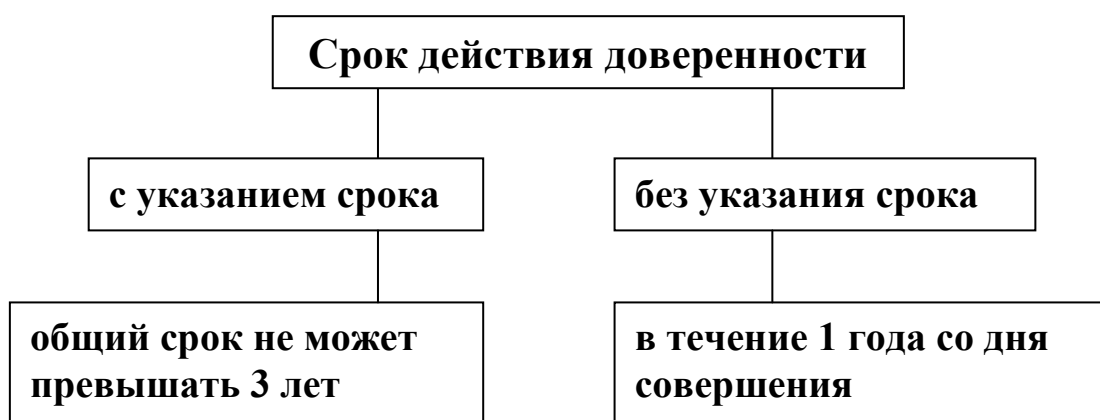 Срок действия доверенности
с указанием срока
без указания срока
общий срок не может
превышать 3 лет
в течение 1 года со дня
совершения